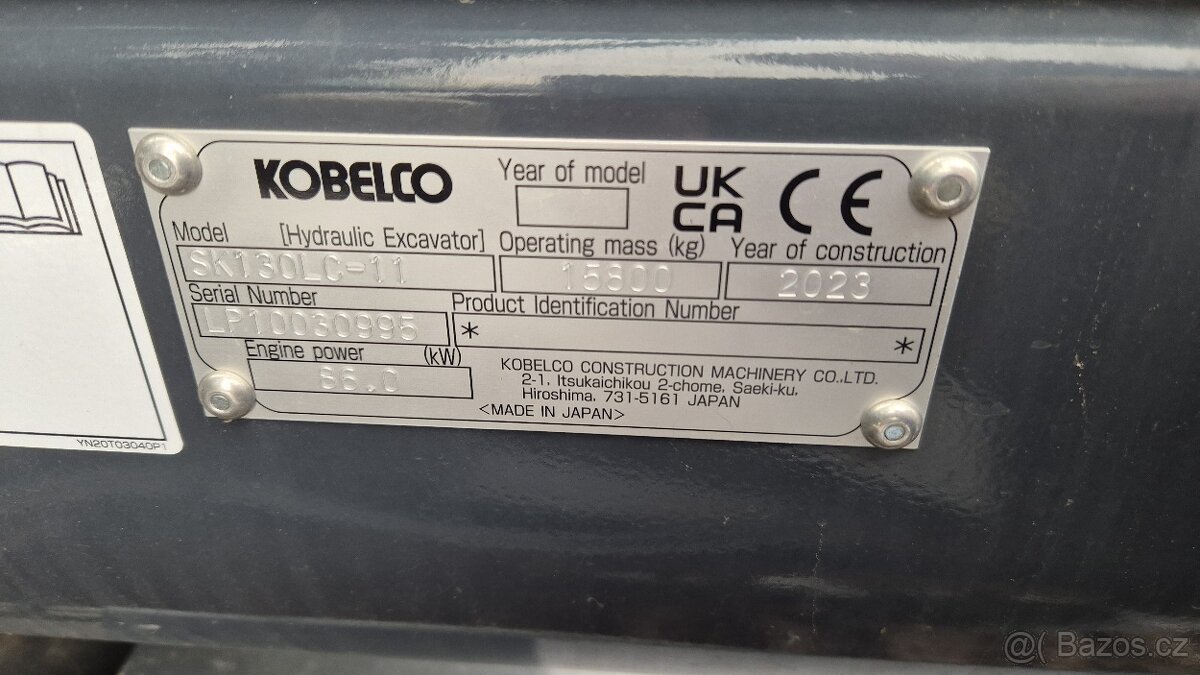 KOBELCO
Year of model
UK
CA
CE
Model [Hydraulic Excavator]
Operating mass (kg)
Year of construction
SK130LC-11
15800
2023
Serial Number
Product Identification Number
LP10030995
* *
Engine power (kW)
86.0
KOBELCO CONSTRUCTION MACHINERY CO.,LTD.
2-1, Itsukaichikou 2-chome, Saeki-ku,
Hiroshima, 731-5161 JAPAN
<MADE IN JAPAN>
YN20T03040P1
@( Bazos.cz